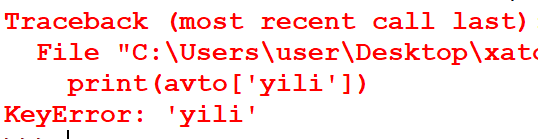 Traceback (most recent call last)
File "C:\Users\user\Desktop\xato
print(avto['yili'])
KeyError: 'yili'